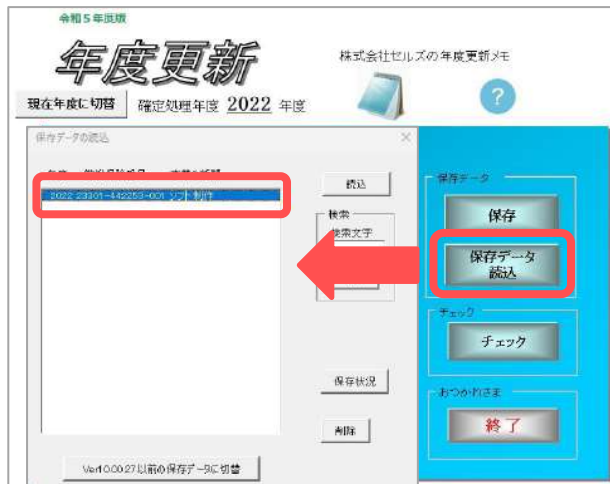 令和5年度版
年度更新
株式会社セルズの年度更新メモ
現在年度に切替
確定処理年度 2022 年度
?
保存データの読込
×
2022 23301-442253-001 ソフト制作
読込
検索
検索文字
保存状況
削除
Ver10.00.27以前の保存データに切替
保存データ
保存
保存データ
読込
チェック
チェック
おつかれさま
終了